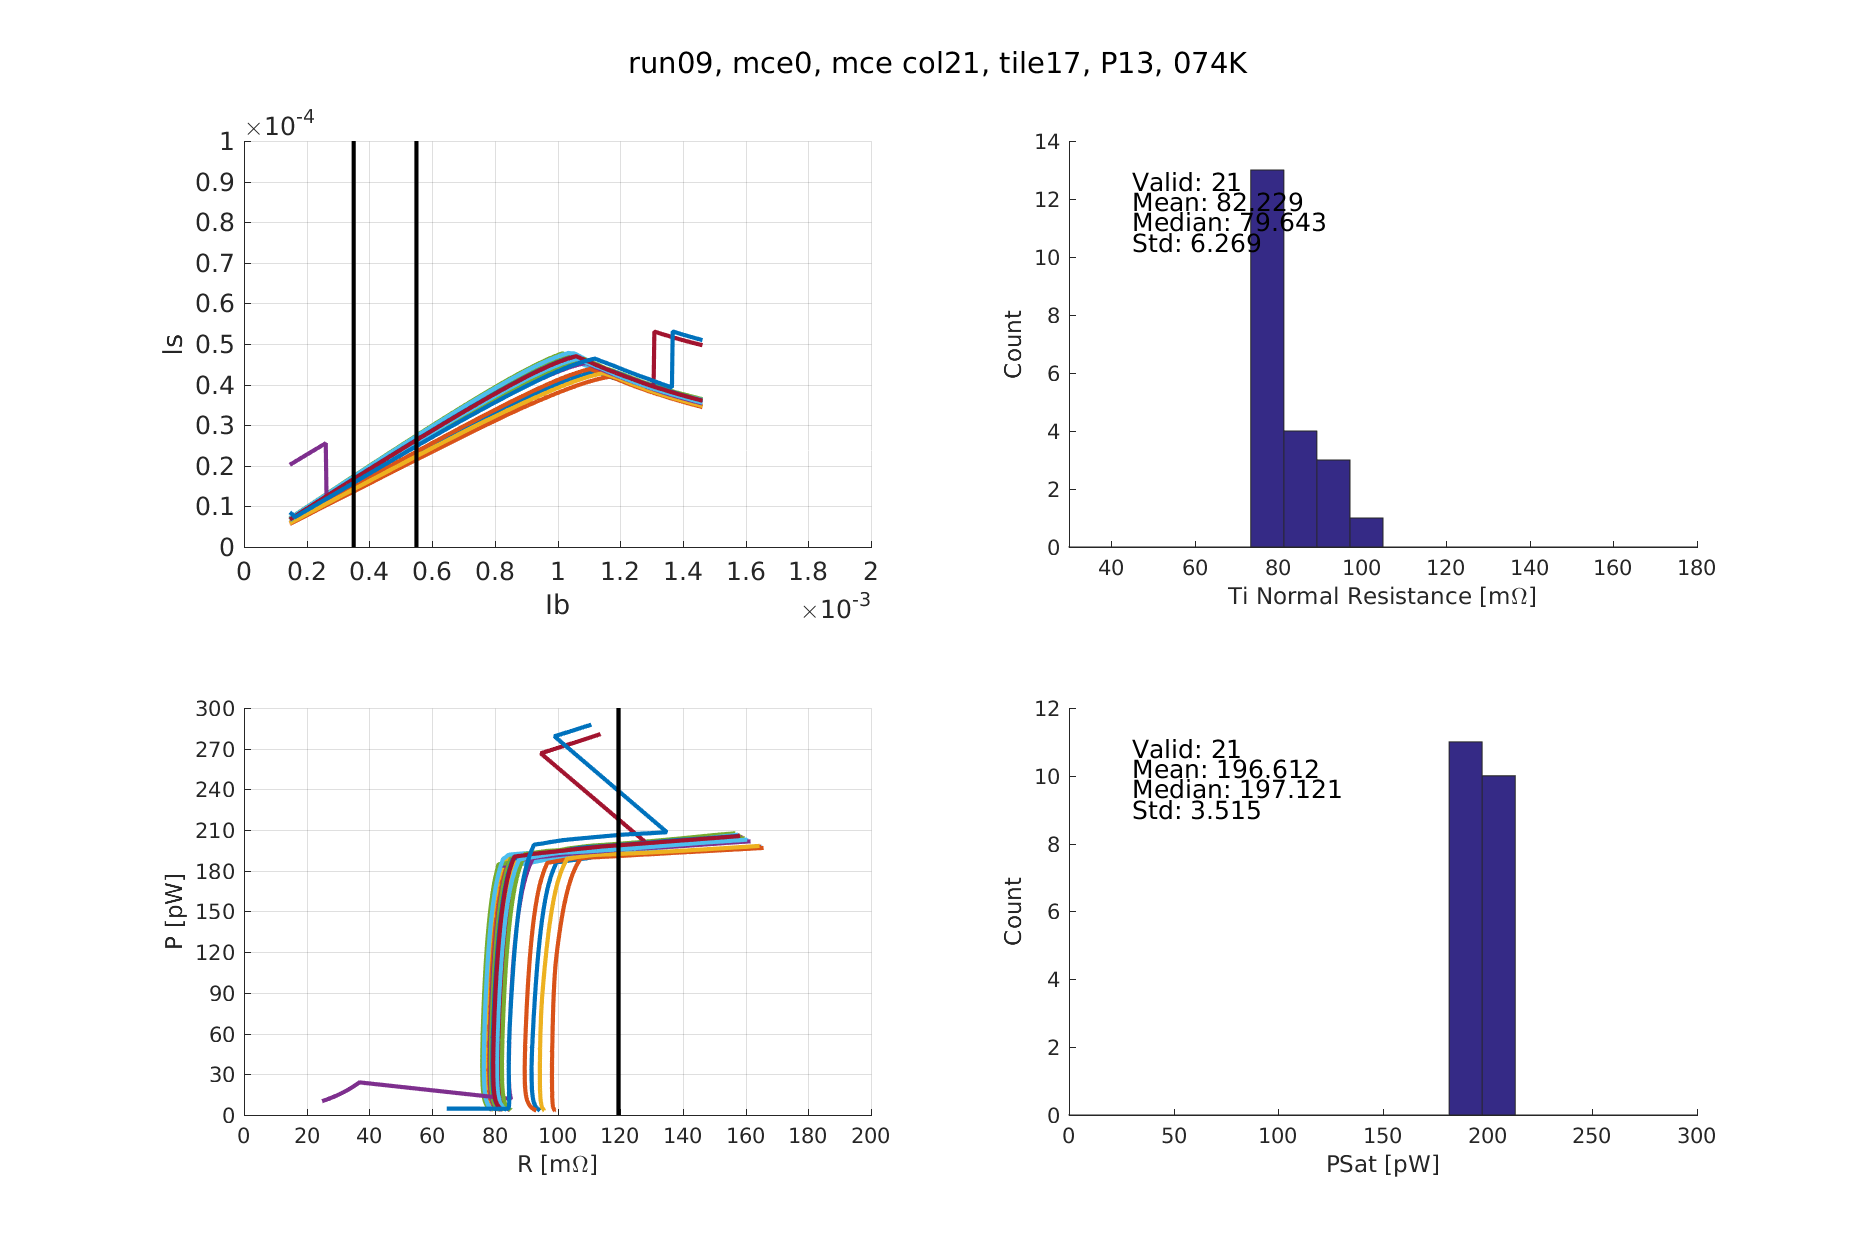 run09, mce0, mce col21, tile17, P13, 074K
×10-4
1
0.9
0.8
0.7
0.6
0.5
0.4
0.3
0.2
0.1
0
Is
0 0.2 0.4 0.6 0.8 1 1.2 1.4 1.6 1.8 2
Ib
×10-3
14
12
10
8
6
4
2
0
Count
Valid: 21
Mean: 82.229
Median: 79.643
Std: 6.269
40 60 80 100 120 140 160 180
Ti Normal Resistance [mΩ]
300
270
240
210
180
150
120
90
60
30
0
P [pW]
0 20 40 60 80 100 120 140 160 180 200
R [mΩ]
12
10
8
6
4
2
0
Count
Valid: 21
Mean: 196.612
Median: 197.121
Std: 3.515
0 50 100 150 200 250 300
PSat [pW]